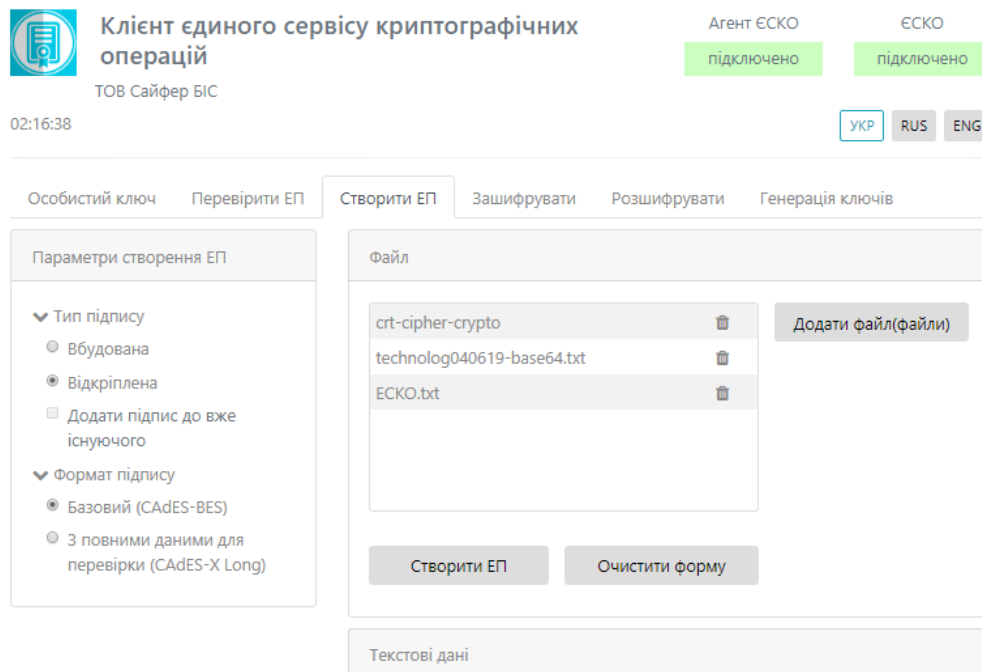 Клієнт єдиного сервісу криптографічних
операцій
ТОВ Сайфер БІС
Агент ЄСКО
ЄСКО
підключено
підключено
02:16:38
УКР
RUS
ENG
Особистий ключ
Перевірити ЕП
Створити ЕП
Зашифрувати
Розшифрувати
Генерація ключів
Параметри створення ЕП
Тип підпису
Вбудована
Відкріплена
Додати підпис до вже
існуючого
Формат підпису
Базовий (CAdES-BES)
З повними даними для
перевірки (CAdES-X Long)
Файл
crt-cipher-crypto
technolog040619-base64.txt
ЕСКО.txt
Додати файл(файли)
Створити ЕП
Очистити форму
Текстові дані